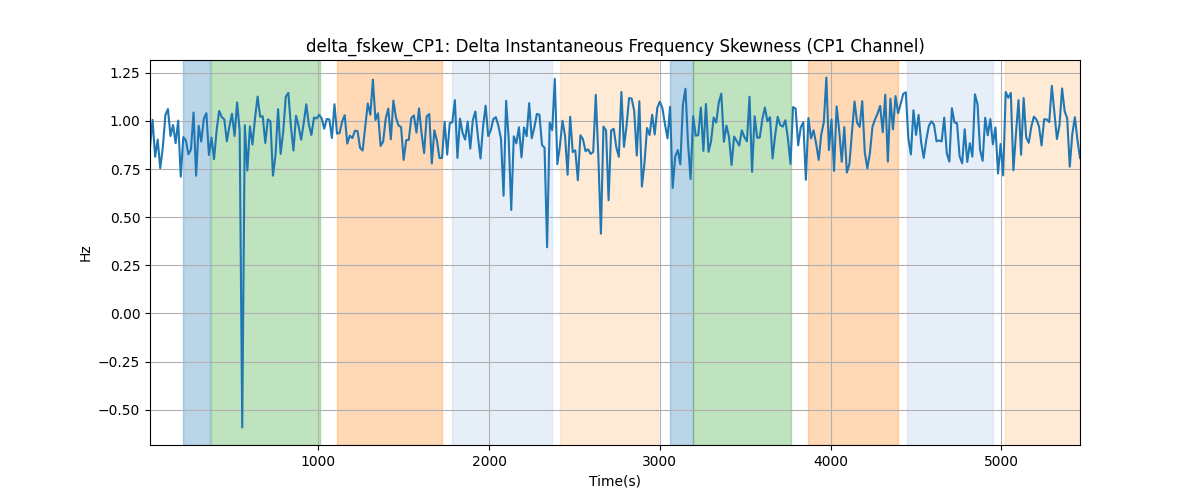 delta_fskew_CP1: Delta Instantaneous Frequency Skewness (CP1 Channel)
Hz
1.25
1.00
0.75
0.50
0.25
0.00
−0.25
−0.50
1000 2000 3000 4000 5000
Time(s)